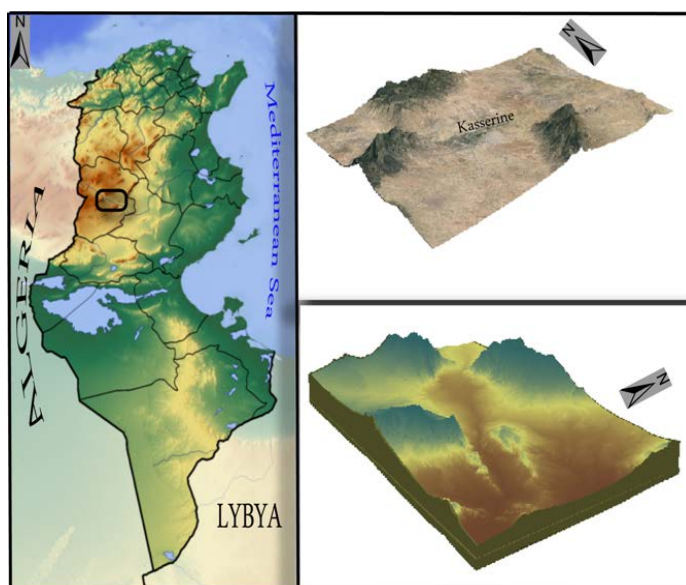 N
ALGERIA
Mediterranean Sea
LYBYA
N
Kasserine
N